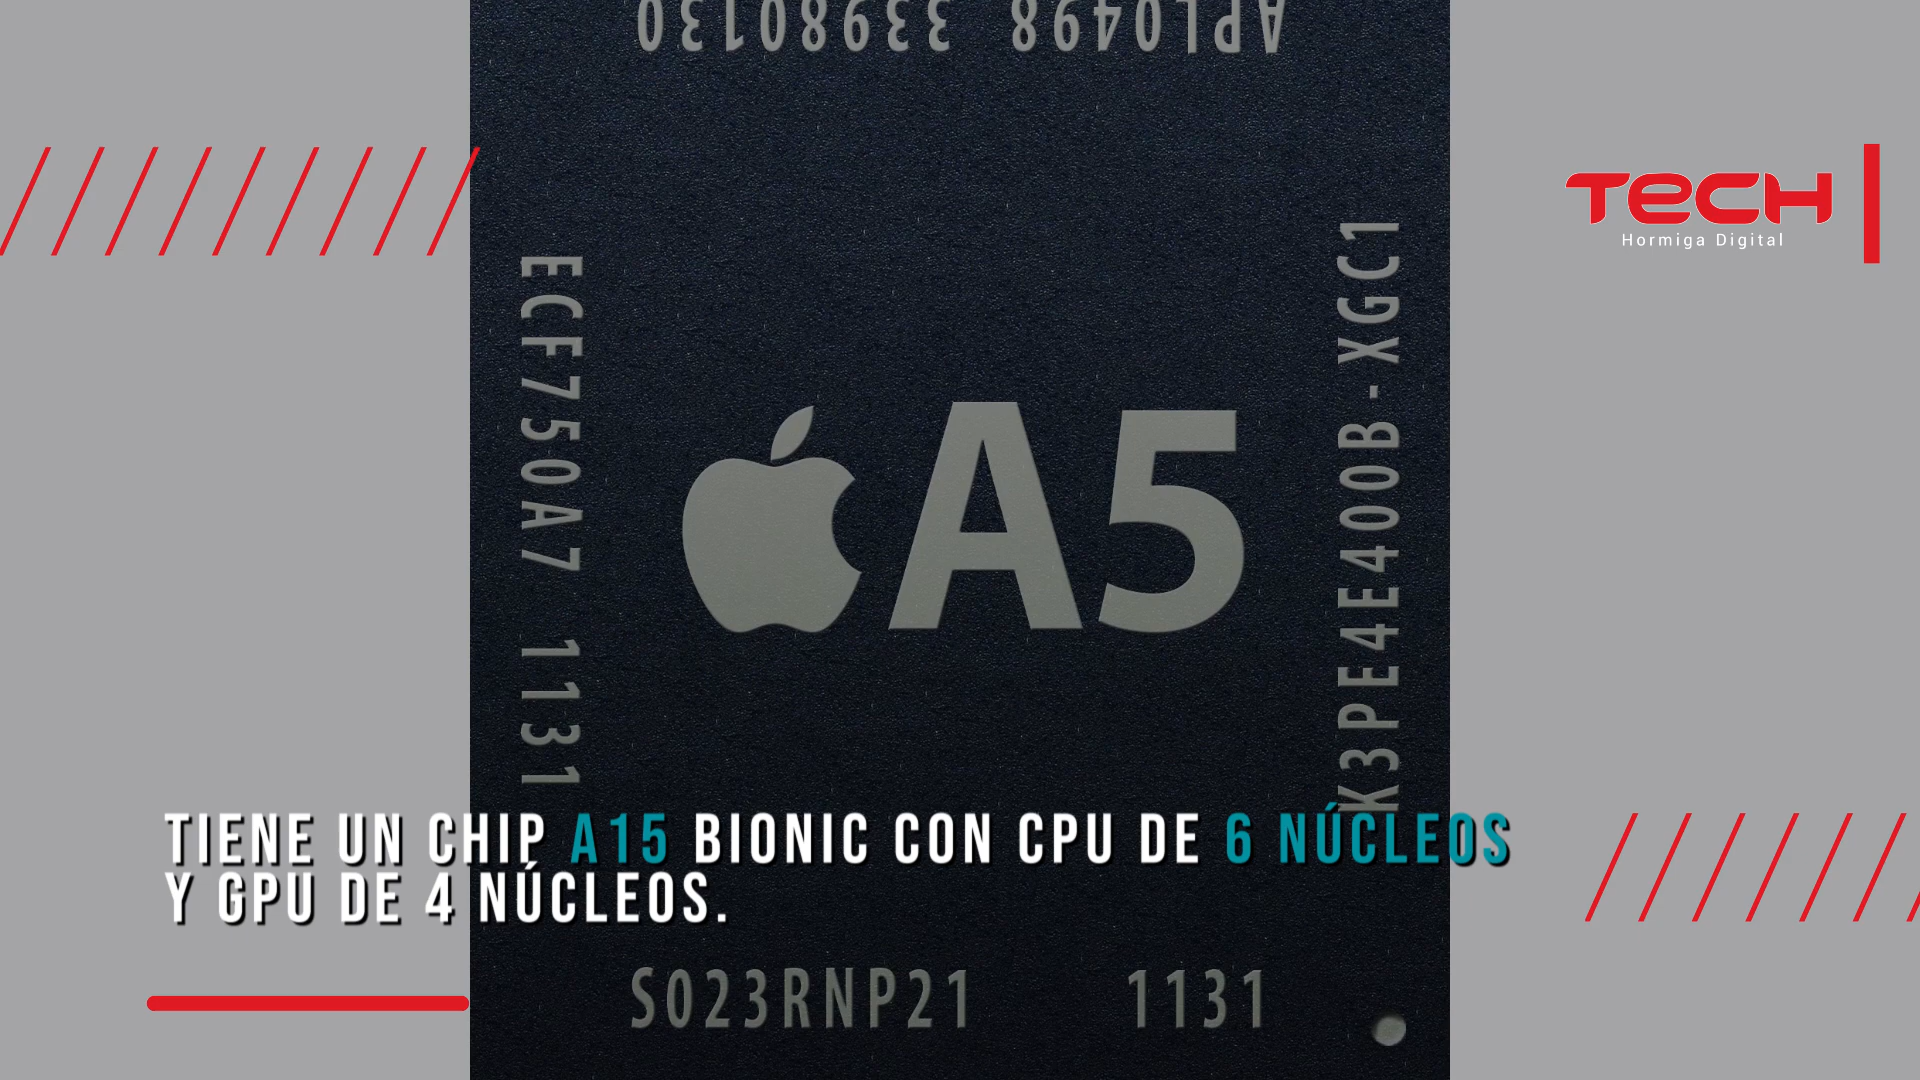 APL0498 33980130
TECH
Hormiga Digital
ECF750A7 1131
K3PE4E400B-XGC1
A5
TIENE UN CHIP A15 BIONIC CON CPU DE 6 NÚCLEOS
Y GPU DE 4 NÚCLEOS.
S023RNP21 1131